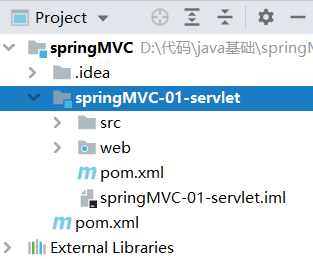 Project
springMVC D:\代码\java基础\springM
.idea
springMVC-01-servlet
src
web
pom.xml
springMVC-01-servlet.iml
pom.xml
External Libraries